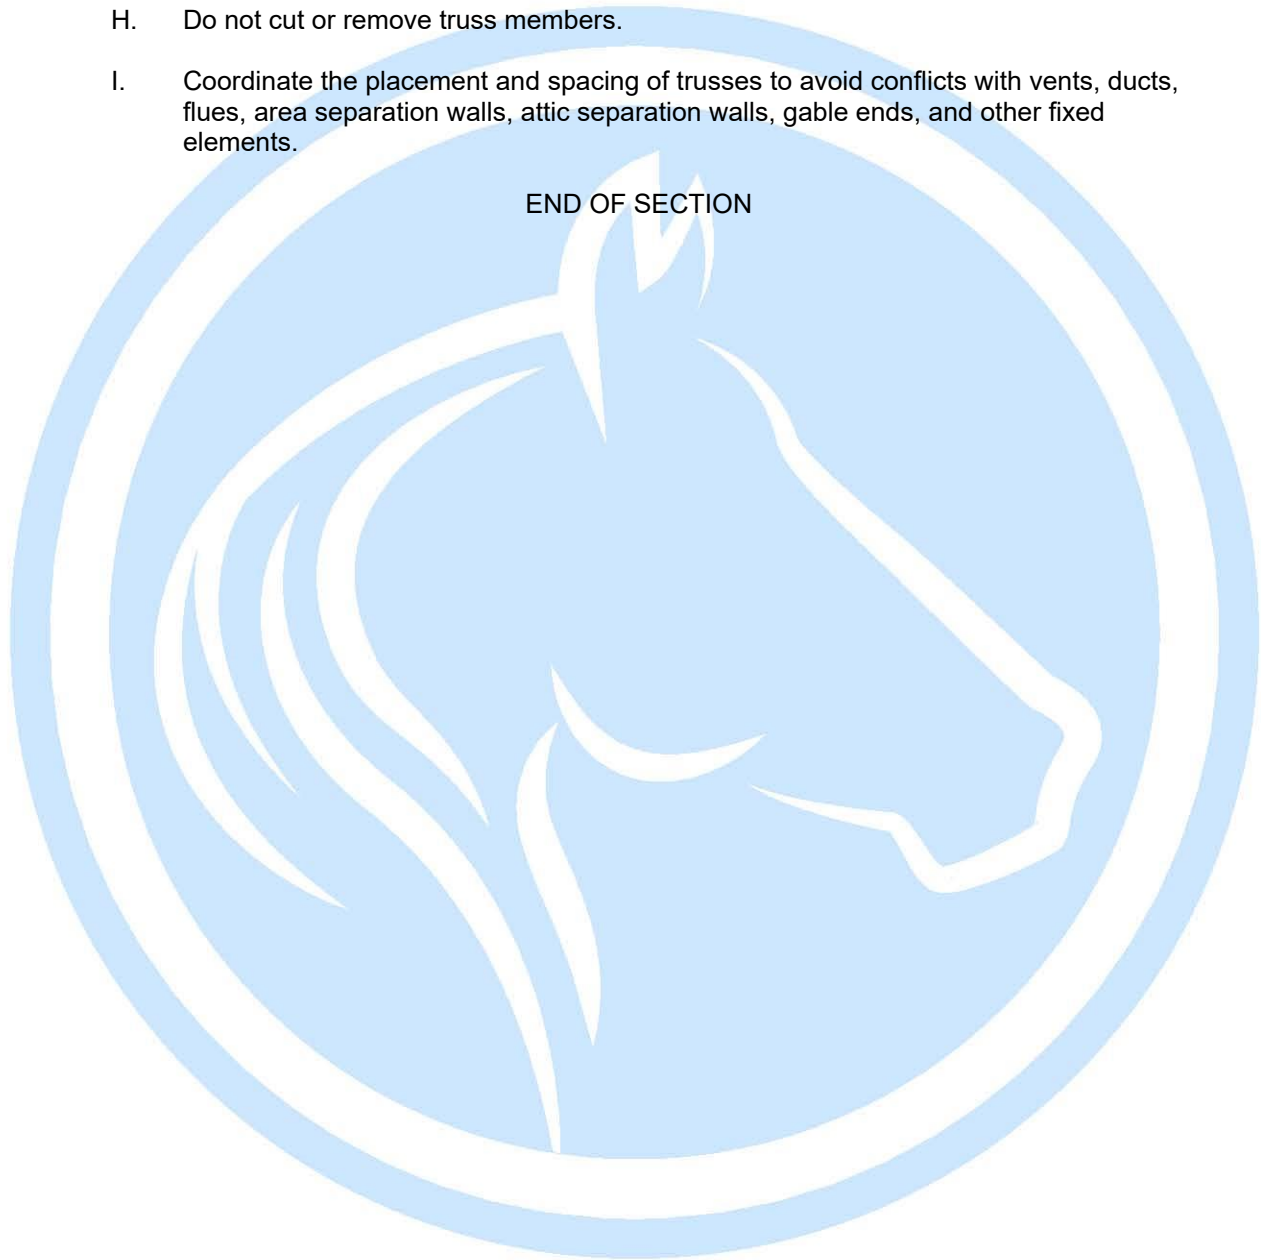 H. Do not cut or remove truss members.
I. Coordinate the placement and spacing of trusses to avoid conflicts with vents, ducts,
flues, area separation walls, attic separation walls, gable ends, and other fixed
elements.
END OF SECTION